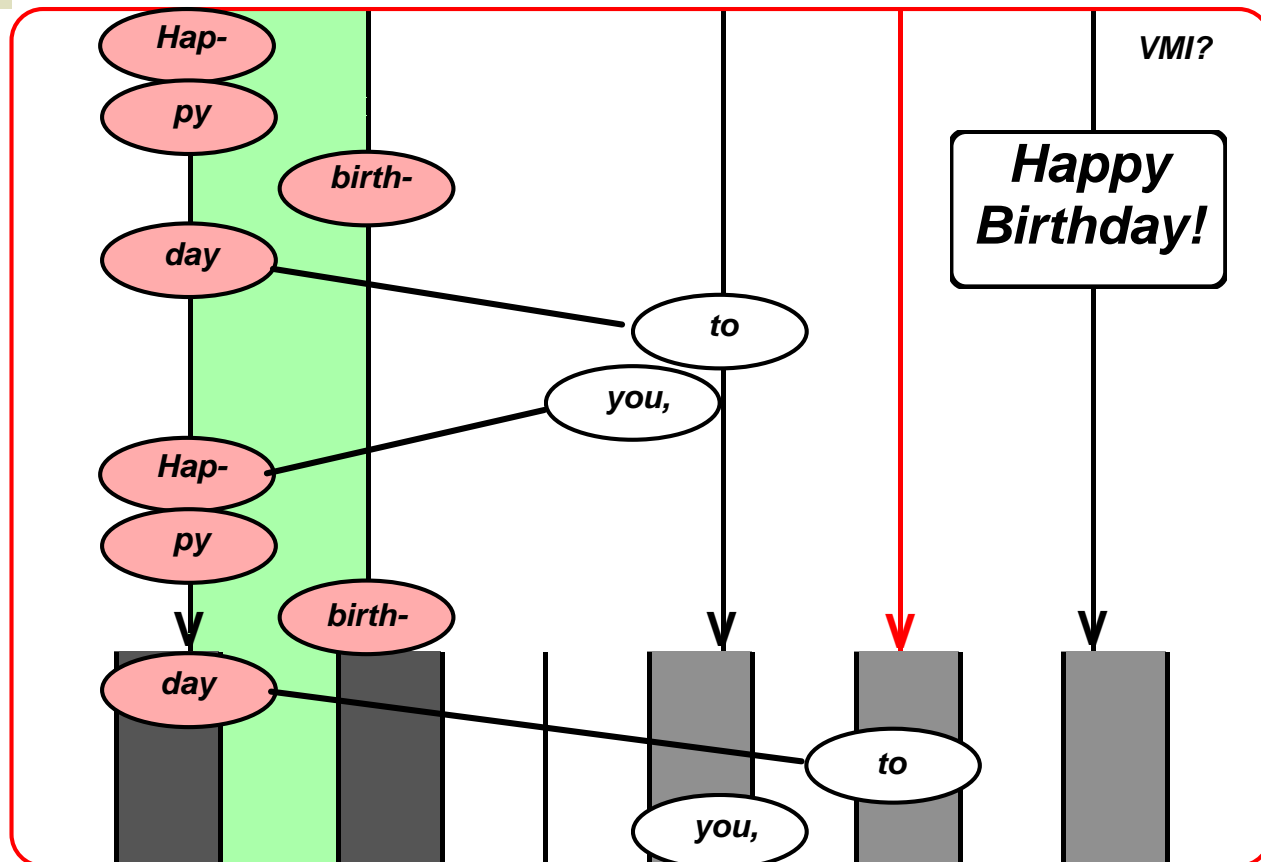 Hap-
VMI?
py
Happy
Birthday!
birth-
day
to
you,
Hap-
py
birth-
day
to
you,